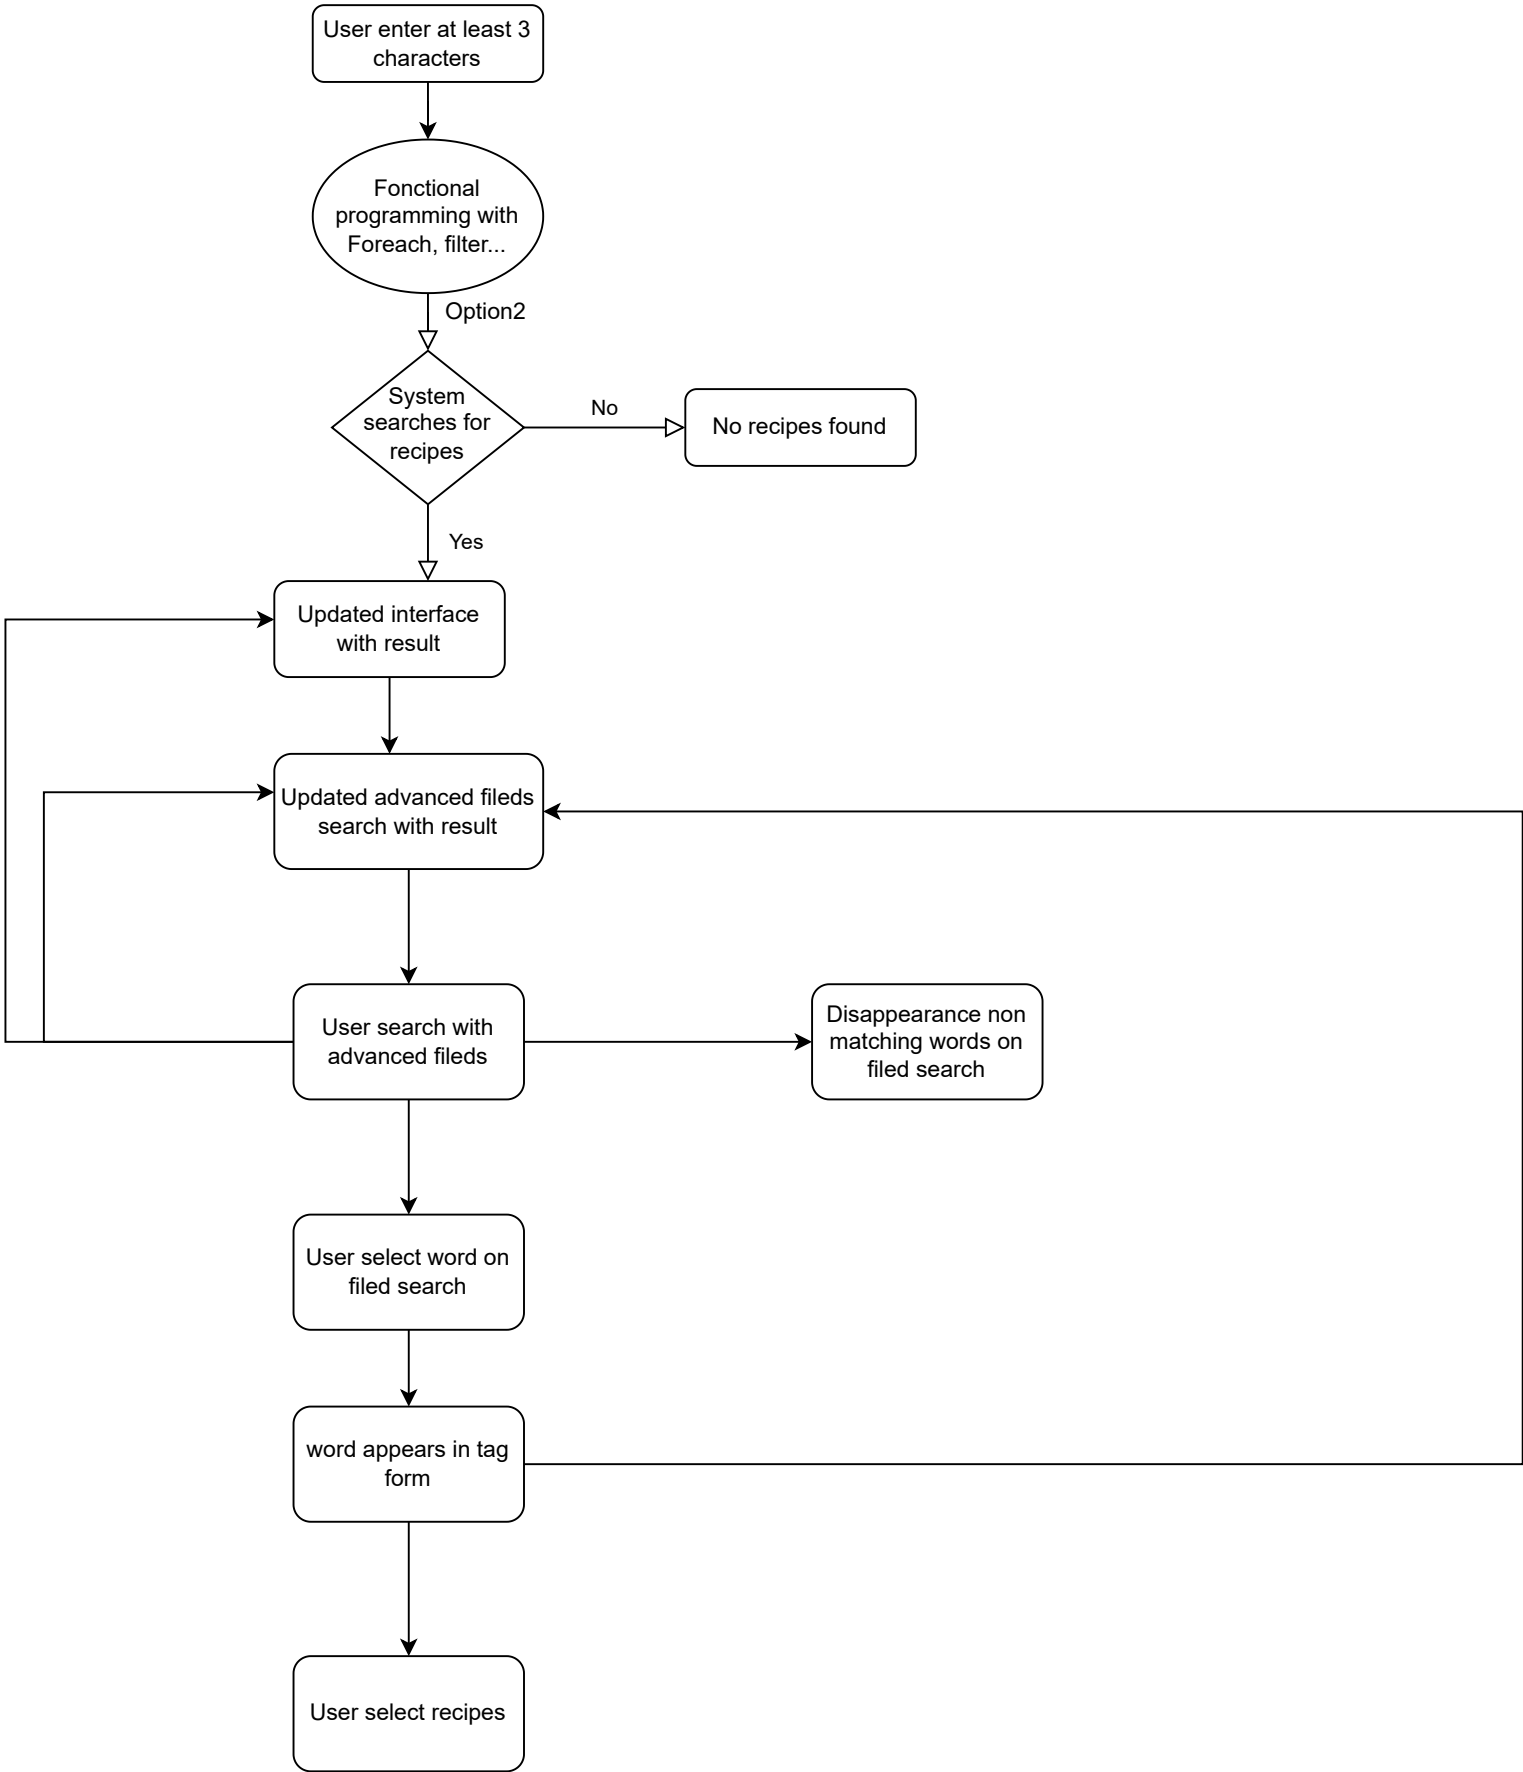 User enter at least 3
characters
Fonctional
programming with
Foreach, filter...
Option2
System
searches for
recipes
No
No recipes found
Yes
Updated interface
with result
Updated advanced fileds
search with result
User search with
advanced fileds
Disappearance non
matching words on
filed search
User select word on
filed search
word appears in tag
form
User select recipes